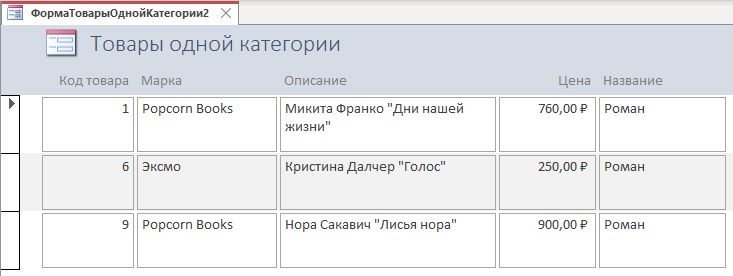 ФормаТоварыОднойКатегории2
Товары одной категории
Код товара Марка Описание Цена Название
1 Popcorn Books Микита Франко "Дни нашей 760,00 ₽ Роман
жизни"
6 Эксмо Кристина Далчер "Голос" 250,00 ₽ Роман
9 Popcorn Books Нора Сакавич "Лисья нора" 900,00 ₽ Роман